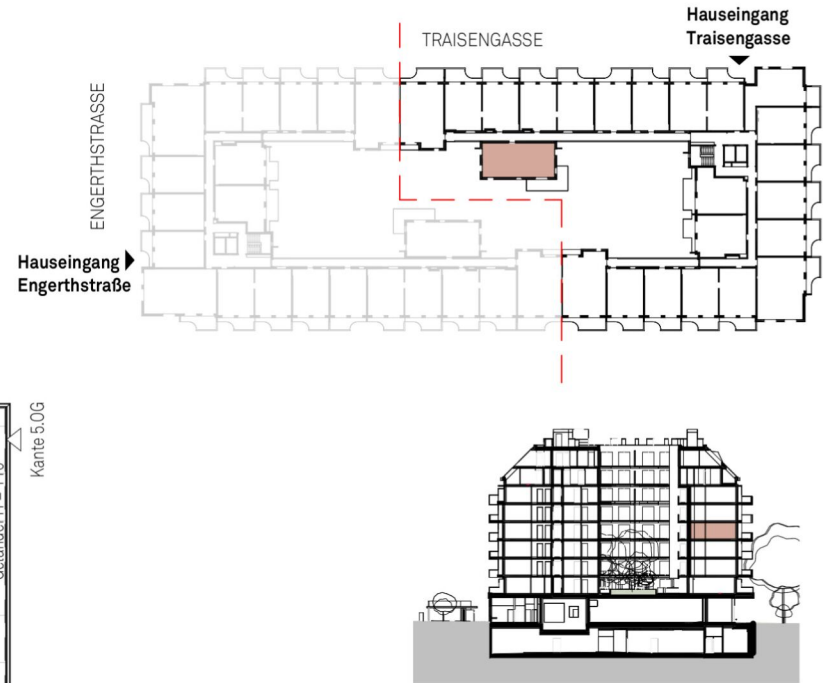 Hauseingang
Traisengasse
TRAISENGASSE
ENGERTHSTRASSE
Hauseingang
Engerthstraße
Kante 5.OG